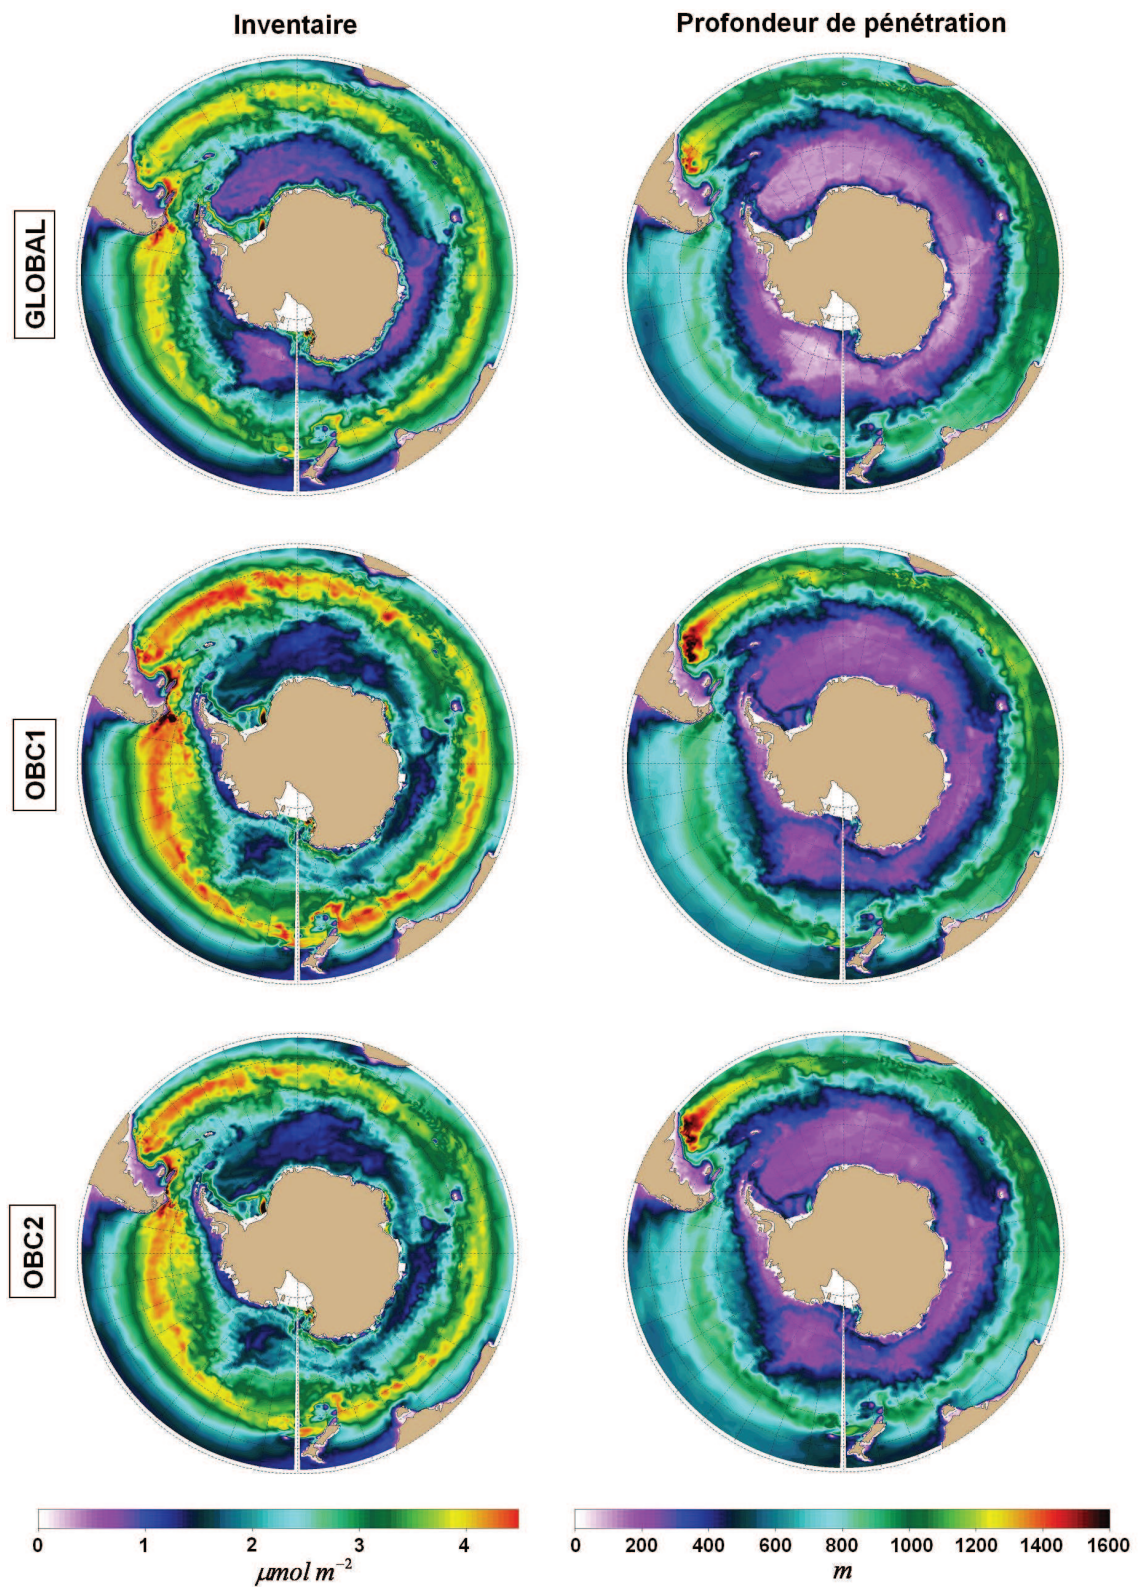 Inventaire
Profondeur de pénétration
GLOBAL
OBC1
OBC2
0 1 2 3 4
μmol m⁻²
0 200 400 600 800 1000 1200 1400 1600
m